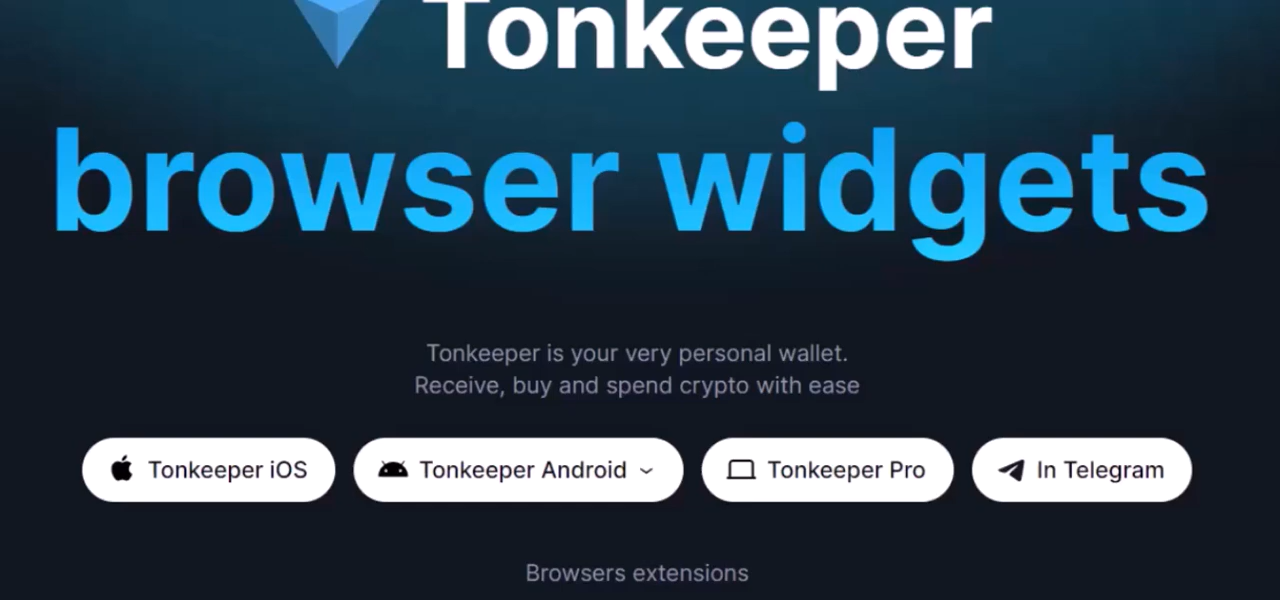 Tonkeeper
browser widgets
Tonkeeper is your very personal wallet.
Receive, buy and spend crypto with ease
Tonkeeper iOS
Tonkeeper Android
Tonkeeper Pro
In Telegram
Browsers extensions